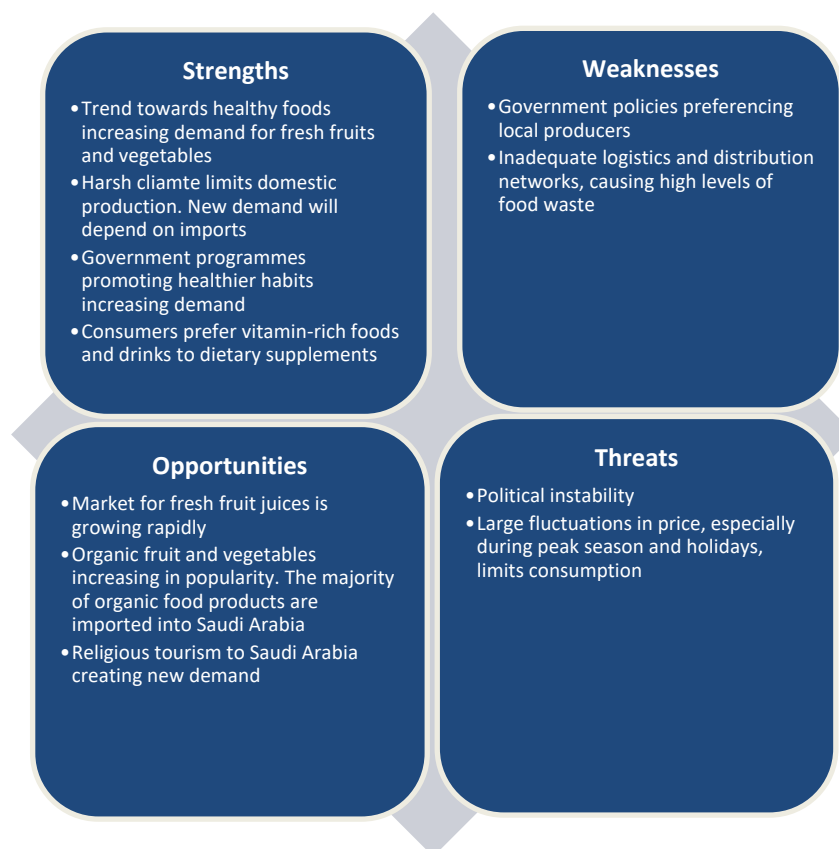 Strengths
•Trend towards healthy foods
increasing demand for fresh fruits
and vegetables
•Harsh cliamte limits domestic
production. New demand will
depend on imports
•Government programmes
promoting healthier habits
increasing demand
•Consumers prefer vitamin-rich foods
and drinks to dietary supplements
Weaknesses
•Government policies preferencing
local producers
•Inadequate logistics and distribution
networks, causing high levels of
food waste
Opportunities
•Market for fresh fruit juices is
growing rapidly
•Organic fruit and vegetables
increasing in popularity. The majority
of organic food products are
imported into Saudi Arabia
•Religious tourism to Saudi Arabia
creating new demand
Threats
•Political instability
•Large fluctuations in price, especially
during peak season and holidays,
limits consumption